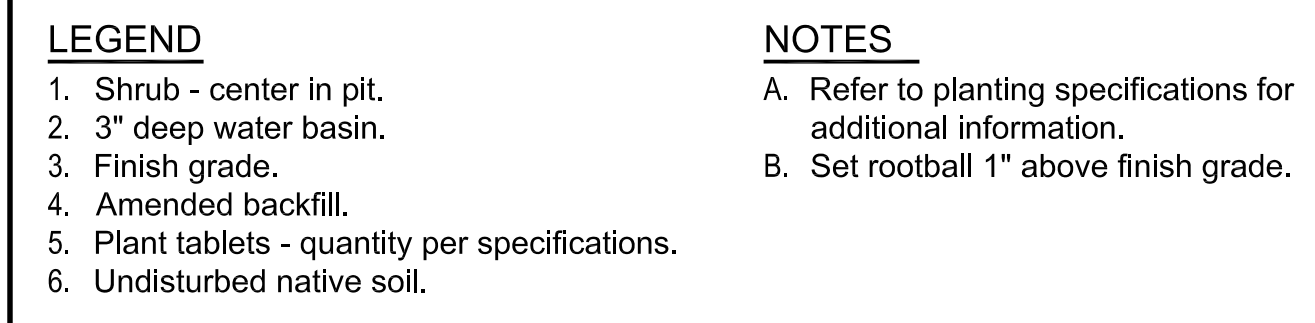 LEGEND
1. Shrub - center in pit.
2. 3" deep water basin.
3. Finish grade.
4. Amended backfill.
5. Plant tablets - quantity per specifications.
6. Undisturbed native soil.
NOTES
A. Refer to planting specifications for
additional information.
B. Set rootball 1" above finish grade.